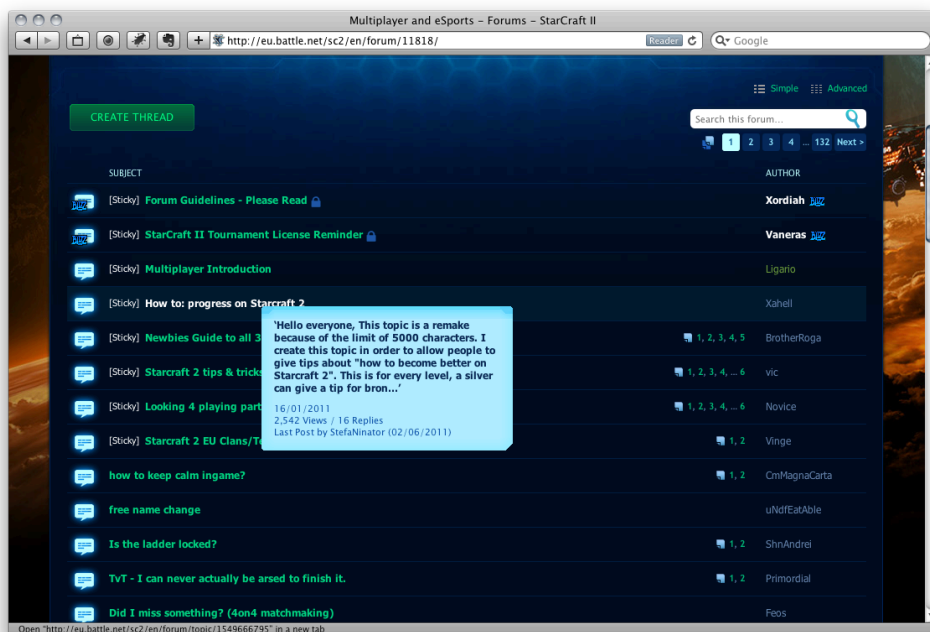 Multiplayer and eSports – Forums – StarCraft II
http://eu.battle.net/sc2/en/forum/11818/
Reader
Google
Simple
Advanced
CREATE THREAD
Search this forum...
1 2 3 4 ... 132 Next >
SUBJECT AUTHOR
[Sticky] Forum Guidelines - Please Read Xordiah
[Sticky] StarCraft II Tournament License Reminder Vaneras
[Sticky] Multiplayer Introduction Ligario
[Sticky] How to: progress on Starcraft 2 Xahell
[Sticky] Newbies Guide to all 3 1, 2, 3, 4, 5 BrotherRoga
[Sticky] Starcraft 2 tips & tricks 1, 2, 3, 4, ... 6 vic
[Sticky] Looking 4 playing part 1, 2, 3, 4, ... 6 Novice
[Sticky] Starcraft 2 EU Clans/Te 1, 2 Vinge
'Hello everyone, This topic is a remake
because of the limit of 5000 characters. I
create this topic in order to allow people to
give tips about "how to become better on
Starcraft 2". This is for every level, a silver
can give a tip for bron...'
16/01/2011
2,542 Views / 16 Replies
Last Post by StefaNinator (02/06/2011)
how to keep calm ingame? 1, 2 CmMagnaCarta
free name change uNdfEatAble
Is the ladder locked? 1, 2 ShnAndrei
TvT - I can never actually be arsed to finish it. 1, 2 Primordial
Did I miss something? (4on4 matchmaking) Feos
Open "http://eu.battle.net/sc2/en/forum/topic/1549666795" in a new tab